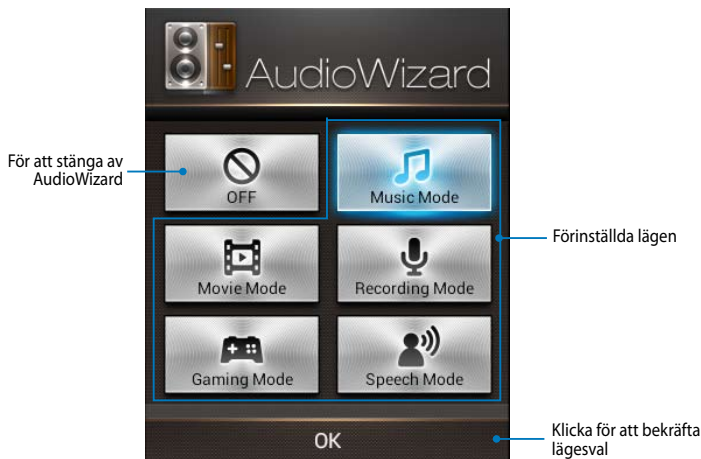 AudioWizard
För att stänga av
AudioWizard
OFF
Music Mode
Förinställda lägen
Movie Mode
Recording Mode
Gaming Mode
Speech Mode
OK
Klicka för att bekräfta
lägesval